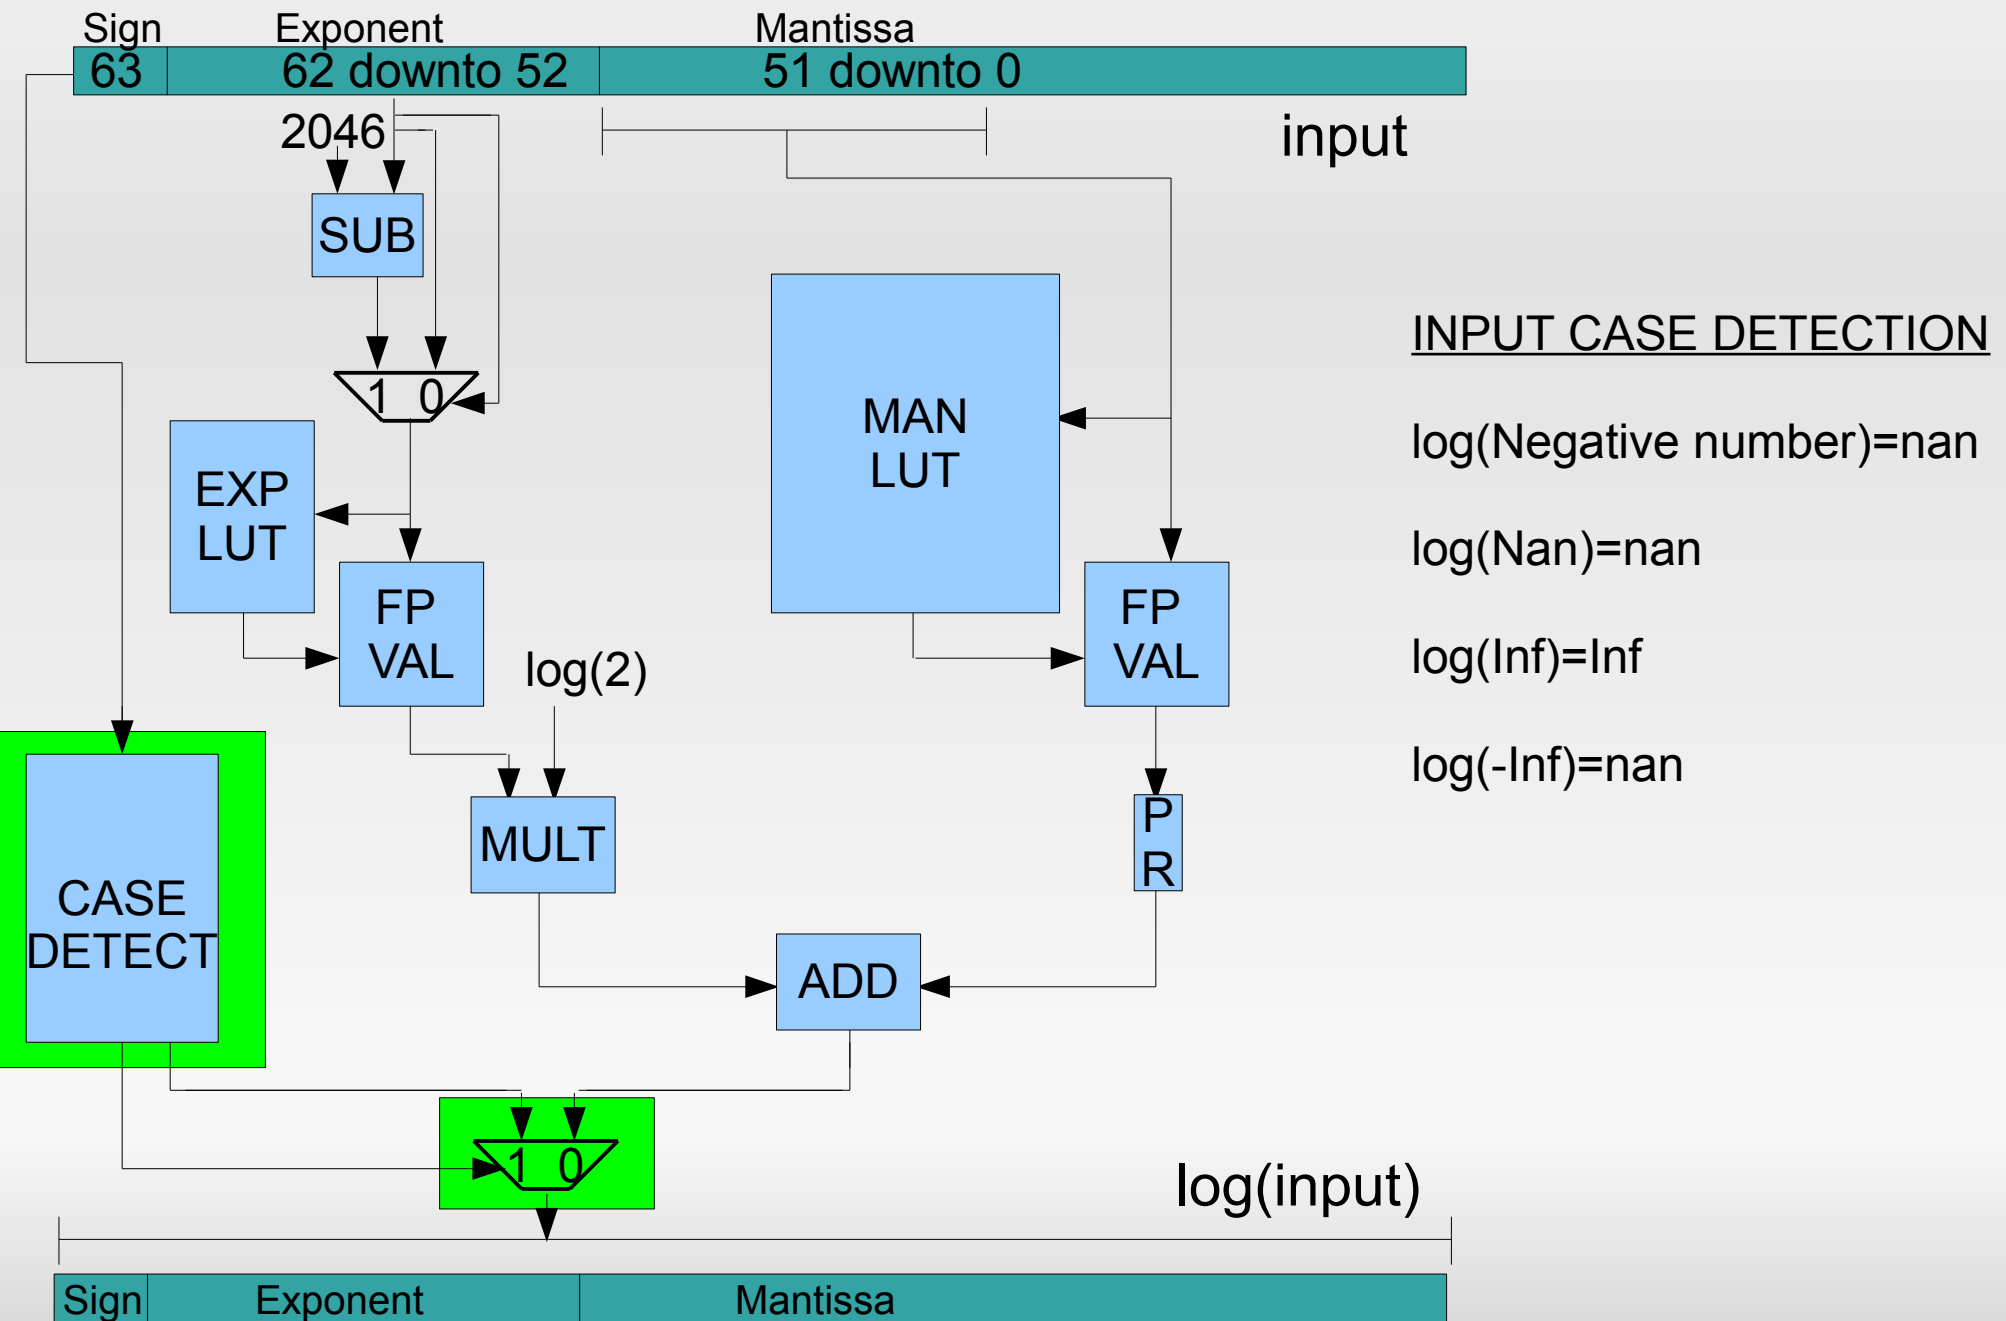 Sign Exponent Mantissa
63 62 downto 52 51 downto 0
2046
input
SUB
1 0
INPUT CASE DETECTION
MAN
LUT
log(Negative number)=nan
EXP
LUT
log(Nan)=nan
FP
VAL
FP
VAL
log(2)
log(Inf)=Inf
log(-Inf)=nan
MULT
P
R
CASE
DETECT
ADD
1 0
log(input)
Sign Exponent Mantissa